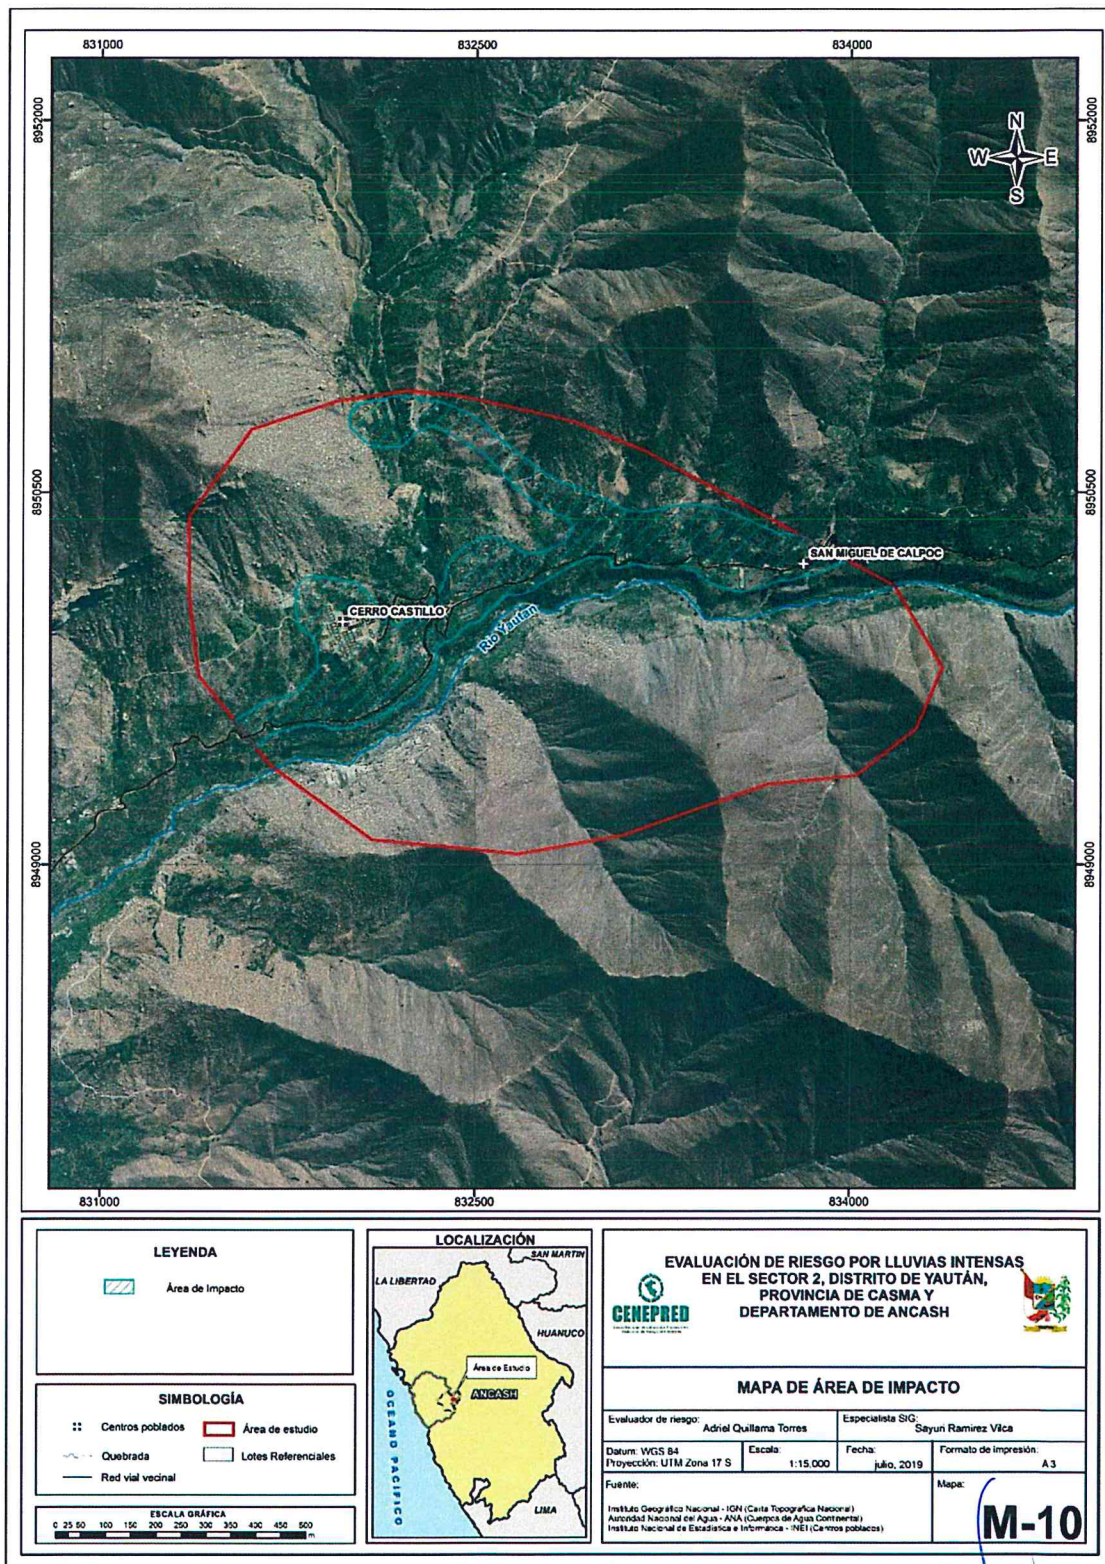 831000 832500 834000
8952000 8952000
N
W E
S
8950500 8950500
SAN MIGUEL DE CALPOC
CERRO CASTILLO
Río Yautan
8949000 8949000
831000 832500 834000
LEYENDA
Área de Impacto
SIMBOLOGÍA
Centros poblados
Área de estudio
Quebrada
Lotes Referenciales
Red vial vecinal
ESCALA GRÁFICA
0 25 50 100 150 200 250 300 350 400 450 500
m
LOCALIZACIÓN
SAN MARTIN
LA LIBERTAD
HUANUCO
Área de Estudio
ANCASH
OCEANO PACIFICO
LIMA
CENEPRED
EVALUACIÓN DE RIESGO POR LLUVIAS INTENSAS
EN EL SECTOR 2, DISTRITO DE YAUTÁN,
PROVINCIA DE CASMA Y
DEPARTAMENTO DE ANCASH
MAPA DE ÁREA DE IMPACTO
Evaluador de riesgo:
Adriel Quillama Torres
Especialista SIG:
Sayuri Ramirez Vilca
Datum: WGS 84
Proyección: UTM Zona 17 S
Escala:
1:15,000
Fecha:
julio, 2019
Formato de impresión:
A3
Fuente:
Instituto Geográfico Nacional - IGN (Carta Topográfica Nacional)
Autoridad Nacional del Agua - ANA (Cuerpos de Agua Continental)
Instituto Nacional de Estadística e Informática - INEI (Centros poblados)
Mapa:
M-10